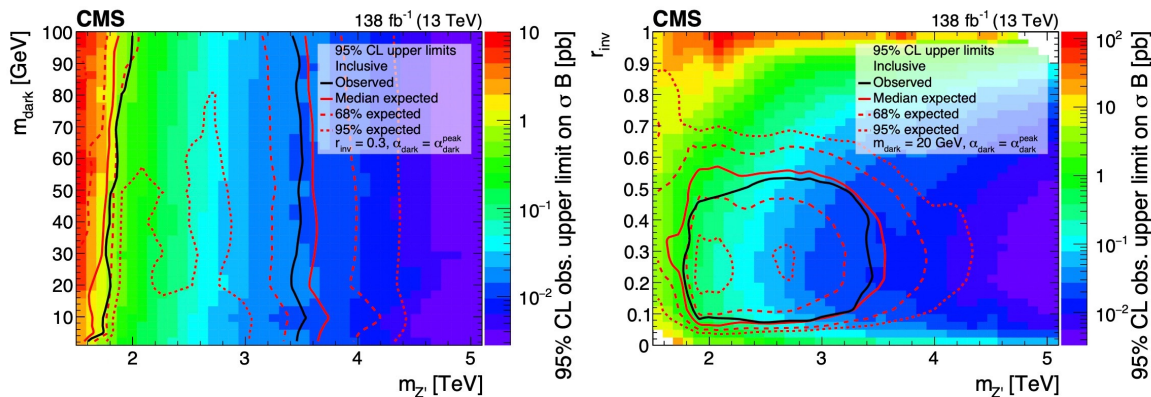 CMS
138 fb⁻¹ (13 TeV)
m_dark [GeV]
100
90
80
70
60
50
40
30
20
10
95% CL upper limits
Inclusive
Observed
Median expected
68% expected
95% expected
r_inv = 0.3, α_dark = α_dark^peak
2
3
4
5
m_Z' [TeV]
10
1
10⁻¹
10⁻²
95% CL obs. upper limit on σ B [pb]
CMS
138 fb⁻¹ (13 TeV)
r_inv
1
0.9
0.8
0.7
0.6
0.5
0.4
0.3
0.2
0.1
0
95% CL upper limits
Inclusive
Observed
Median expected
68% expected
95% expected
m_dark = 20 GeV, α_dark = α_dark^peak
2
3
4
5
m_Z' [TeV]
10²
10
1
10⁻¹
10⁻²
95% CL obs. upper limit on σ B [pb]